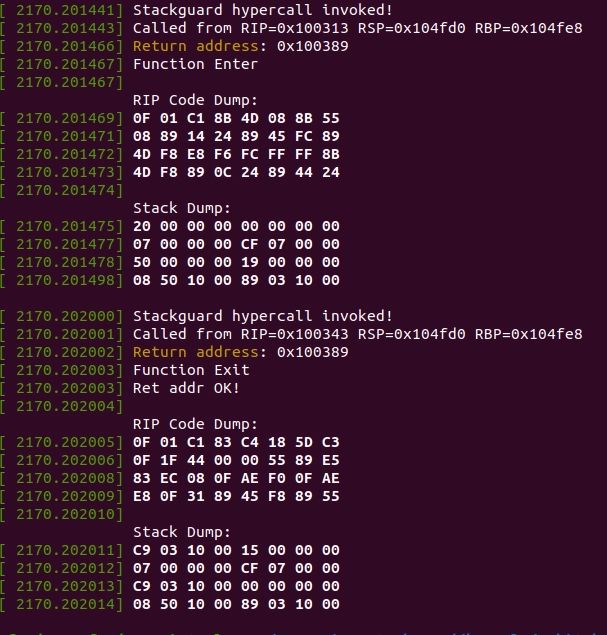 [ 2170.201441] Stackguard hypercall invoked!
[ 2170.201443] Called from RIP=0x100313 RSP=0x104fd0 RBP=0x104fe8
[ 2170.201466] Return address: 0x100389
[ 2170.201467] Function Enter
[ 2170.201467]
RIP Code Dump:
[ 2170.201469] 0F 01 C1 8B 4D 08 8B 55
[ 2170.201471] 08 89 14 24 89 45 FC 89
[ 2170.201472] 4D F8 E8 F6 FC FF FF 8B
[ 2170.201473] 4D F8 89 0C 24 89 44 24
[ 2170.201474]
Stack Dump:
[ 2170.201475] 20 00 00 00 00 00 00 00
[ 2170.201477] 07 00 00 00 CF 07 00 00
[ 2170.201478] 50 00 00 00 19 00 00 00
[ 2170.201498] 08 50 10 00 89 03 10 00
[ 2170.202000] Stackguard hypercall invoked!
[ 2170.202001] Called from RIP=0x100343 RSP=0x104fd0 RBP=0x104fe8
[ 2170.202002] Return address: 0x100389
[ 2170.202003] Function Exit
[ 2170.202003] Ret addr OK!
[ 2170.202004]
RIP Code Dump:
[ 2170.202005] 0F 01 C1 83 C4 18 5D C3
[ 2170.202006] 0F 1F 44 00 00 55 89 E5
[ 2170.202008] 83 EC 08 0F AE F0 0F AE
[ 2170.202009] E8 0F 31 89 45 F8 89 55
[ 2170.202010]
Stack Dump:
[ 2170.202011] C9 03 10 00 15 00 00 00
[ 2170.202012] 07 00 00 00 CF 07 00 00
[ 2170.202013] C9 03 10 00 00 00 00 00
[ 2170.202014] 08 50 10 00 89 03 10 00